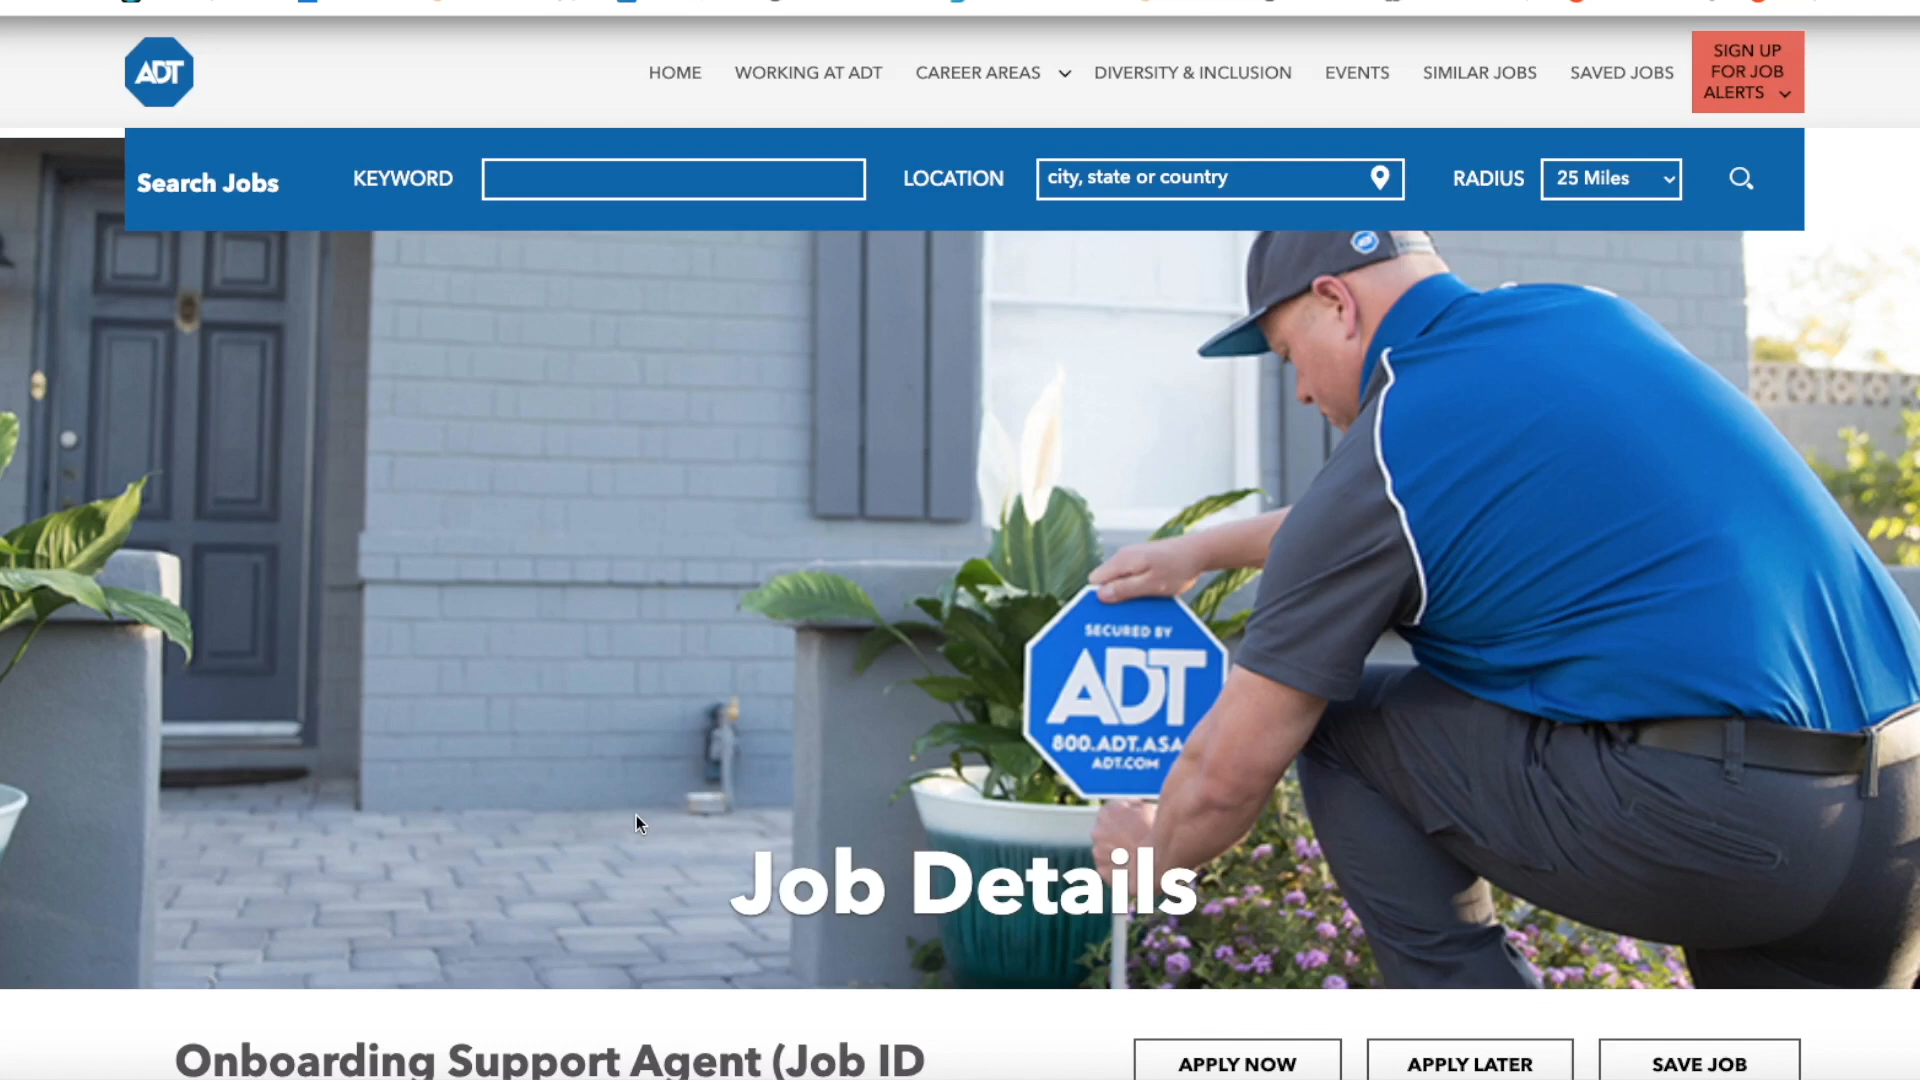 ADT
HOME
WORKING AT ADT
CAREER AREAS
DIVERSITY & INCLUSION
EVENTS
SIMILAR JOBS
SAVED JOBS
SIGN UP
FOR JOB
ALERTS
Search Jobs
KEYWORD
LOCATION
city, state or country
RADIUS
25 Miles
SECURED BY
ADT
800.ADT.ASA
ADT.COM
Job Details
Onboarding Support Agent (Job ID
APPLY NOW
APPLY LATER
SAVE JOB